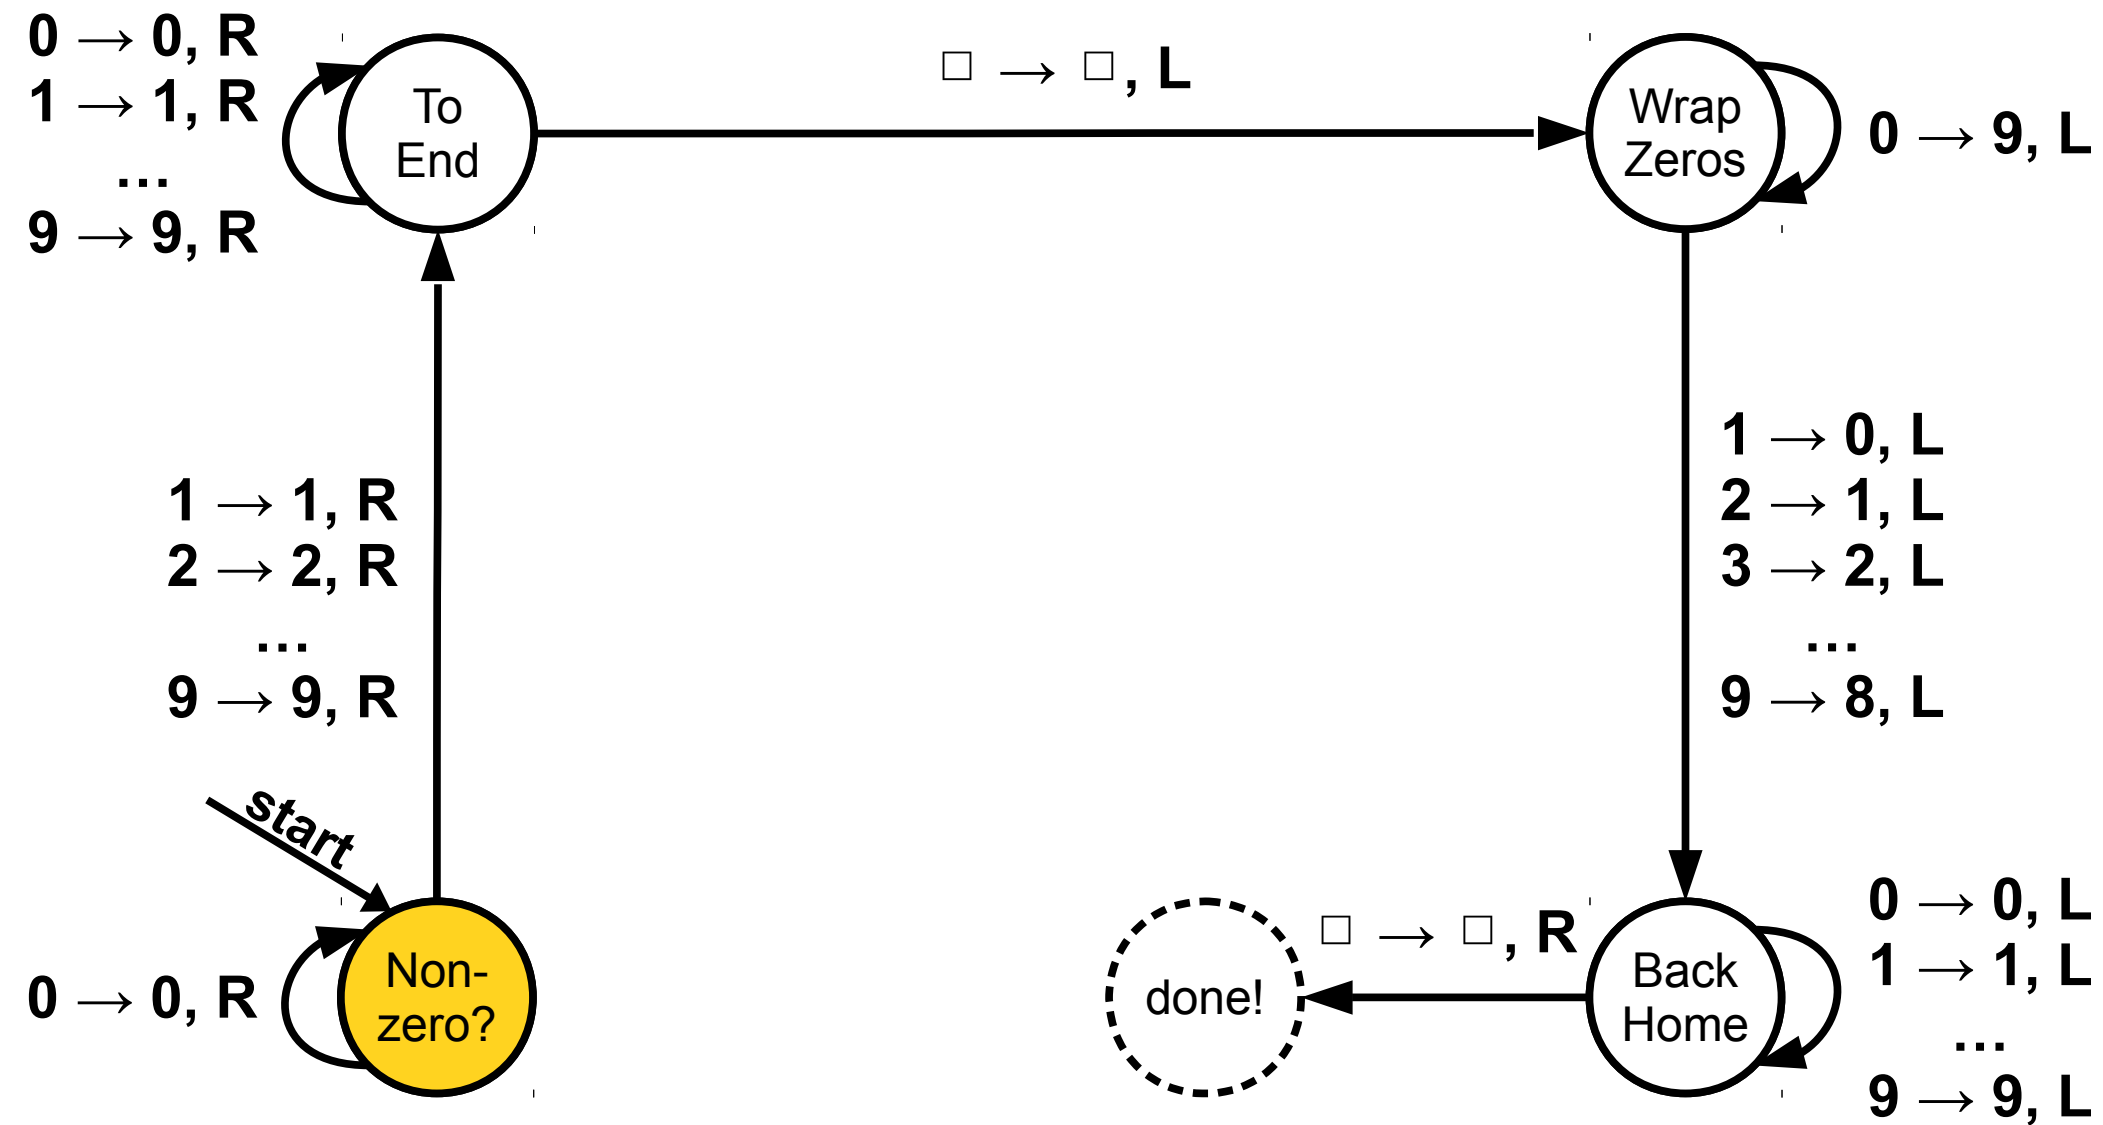 0 → 0, R
1 → 1, R
...
9 → 9, R
To
End
□ → □, L
Wrap
Zeros
0 → 9, L
1 → 1, R
2 → 2, R
...
9 → 9, R
1 → 0, L
2 → 1, L
3 → 2, L
...
9 → 8, L
start
0 → 0, R
Non-
zero?
done!
□ → □, R
Back
Home
0 → 0, L
1 → 1, L
...
9 → 9, L